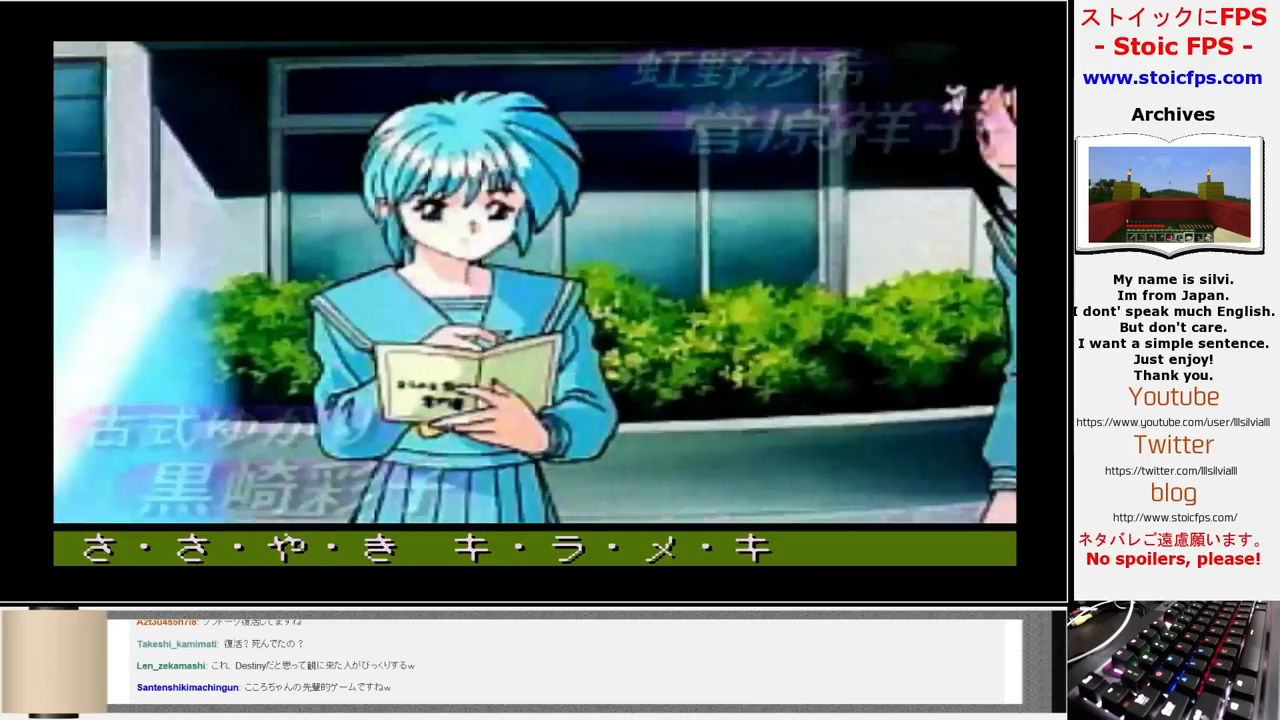 虹野沙希
菅原祥子
古式ゆかり
黒崎彩子
さ・さ・や・き キ・ラ・メ・キ
Takeshi_kamimati: 復活？死んでたの？
Len_zekamashi: これ、Destinyだと思って観に来た人がびっくりするw
Santenshikimachingun: こころちゃんの先輩的ゲームですねw
ストイックにFPS
- Stoic FPS -
www.stoicfps.com
Archives
My name is silvi.
Im from Japan.
I dont' speak much English.
But don't care.
I want a simple sentence.
Just enjoy!
Thank you.
Youtube
https://www.youtube.com/user/lllsilvialll
Twitter
https://twitter.com/lllsilvialll
blog
http://www.stoicfps.com/
ネタバレご遠慮願います。
No spoilers, please!